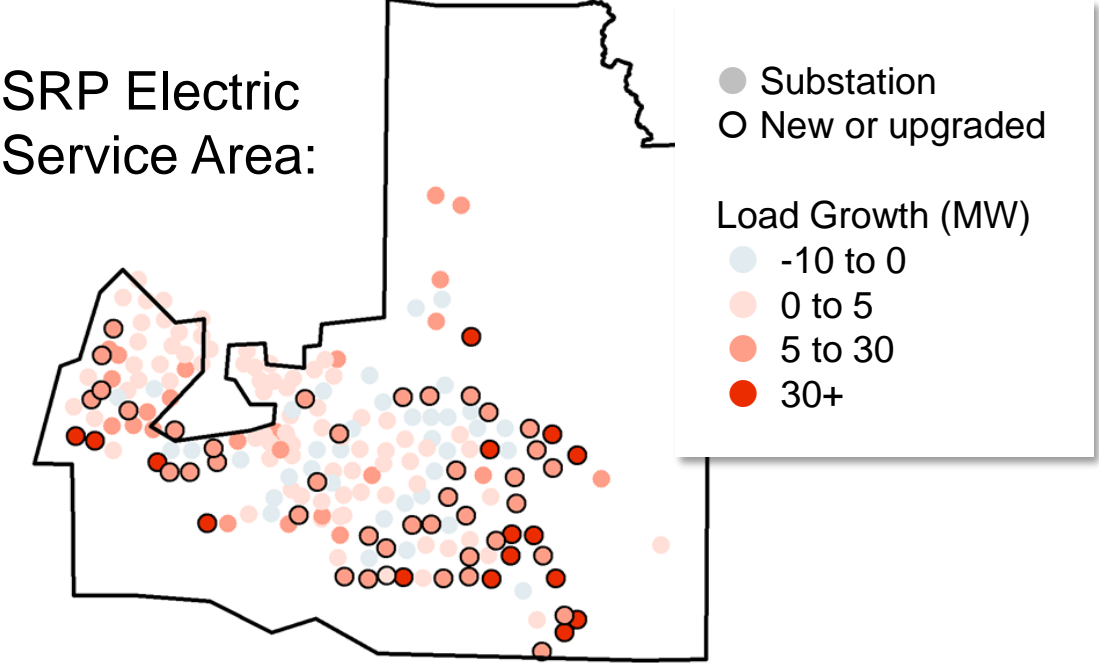 SRP Electric
Service Area:
Substation
New or upgraded
Load Growth (MW)
-10 to 0
0 to 5
5 to 30
30+